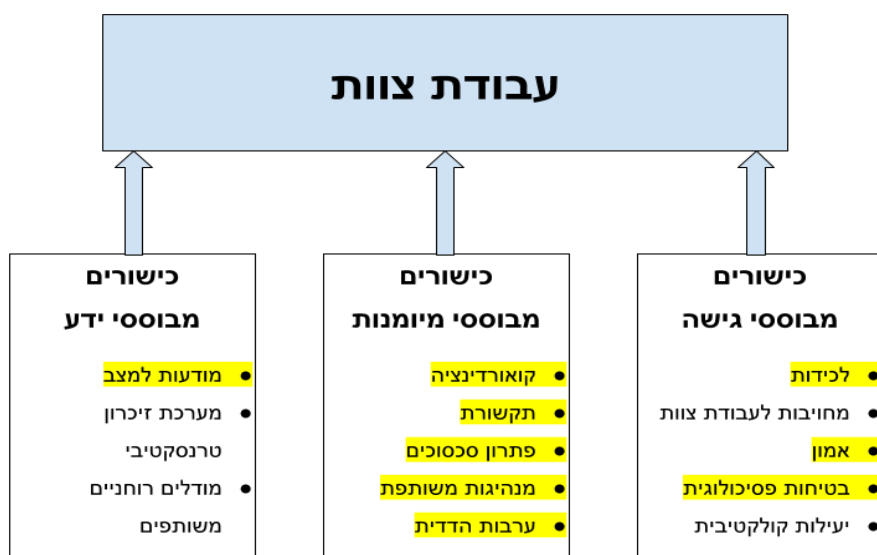 עבודת צוות
כישורים
מבוססי גישה
● לכידות
● מחויבות לעבודת צוות
● אמון
● בטיחות פסיכולוגית
● יעילות קולקטיבית
כישורים
מבוססי מיומנות
● קואורדינציה
● תקשורת
● פתרון סכסוכים
● מנהיגות משותפת
● ערבות הדדית
כישורים
מבוססי ידע
● מודעות למצב
● מערכת זיכרון
טרנסקטיבי
● מודלים רוחניים
משותפים